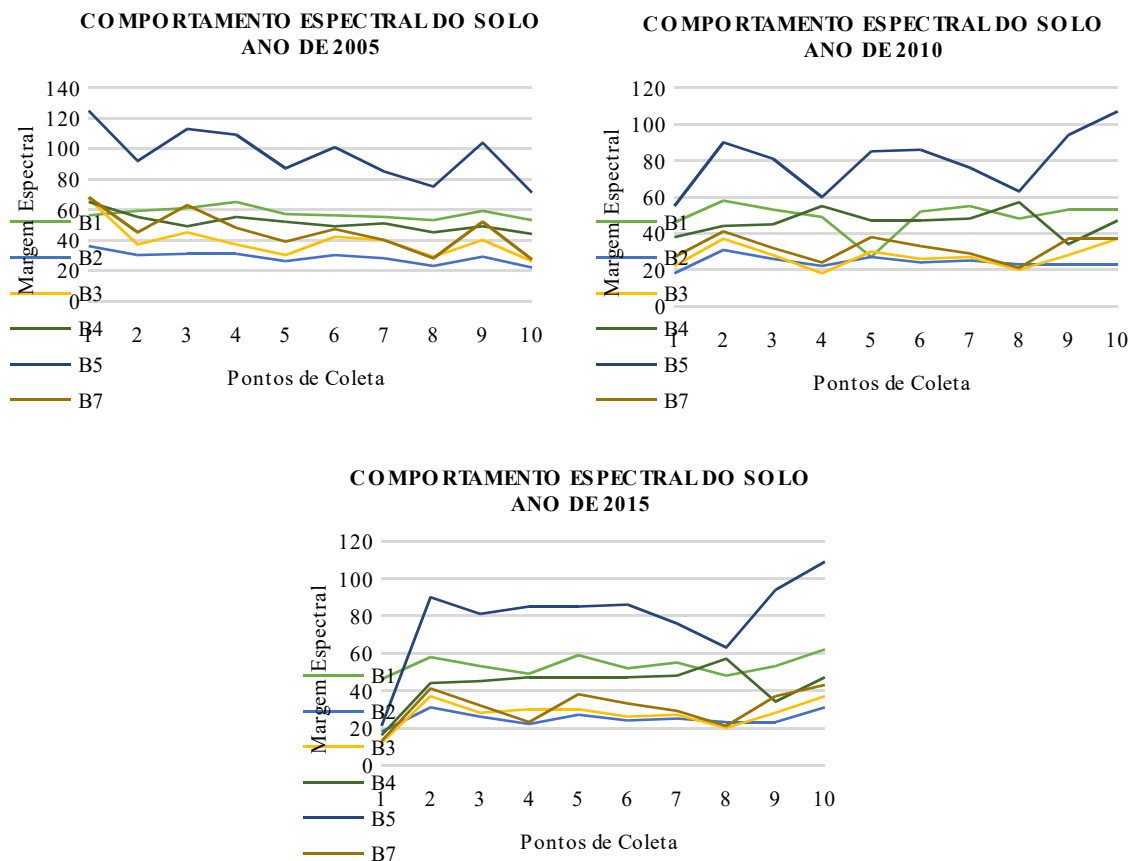 COMPORTAMENTO ESPECTRAL DO SOLO
ANO DE 2005
Margem Espectral
140
120
100
80
60
40
20
0
1 2 3 4 5 6 7 8 9 10
Pontos de Coleta
B1
B2
B3
B4
B5
B7
COMPORTAMENTO ESPECTRAL DO SOLO
ANO DE 2010
Margem Espectral
120
100
80
60
40
20
0
1 2 3 4 5 6 7 8 9 10
Pontos de Coleta
B1
B2
B3
B4
B5
B7
COMPORTAMENTO ESPECTRAL DO SOLO
ANO DE 2015
Margem Espectral
120
100
80
60
40
20
0
1 2 3 4 5 6 7 8 9 10
Pontos de Coleta
B1
B2
B3
B4
B5
B7